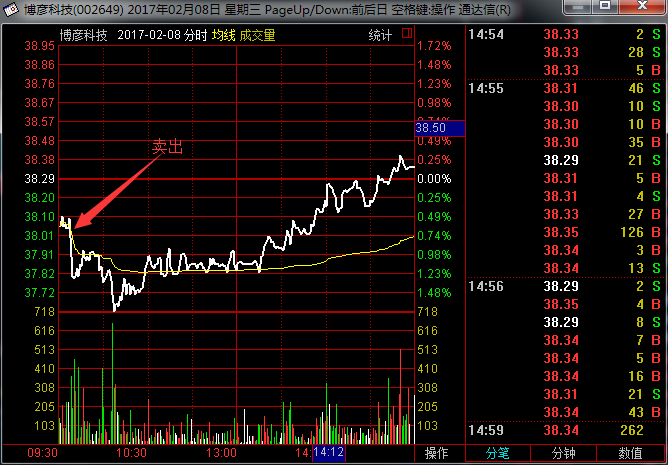 博彦科技(002649) 2017年02月08日 星期三 PageUp/Down:前后日 空格键:操作 通达信(R)
博彦科技 2017-02-08 分时 均线 成交量 统计
38.95 1.72%
38.86 1.48%
38.76 1.23%
38.67 0.98%
38.57 0.74%
38.50
38.48 0.49%
卖出
38.38 0.25%
38.29 0.00%
38.20 0.25%
38.10 0.49%
38.01 0.74%
37.91 0.98%
37.82 1.23%
37.72 1.48%
718 718
616 616
513 513
410 410
308 308
205 205
103 103
09:30 10:30 13:00 14:12 操作
14:54 38.33 2 S
38.33 28 S
38.33 5 B
14:55 38.31 46 S
38.30 10 S
38.30 10 B
38.30 35 B
38.29 21 S
38.31 5 B
38.31 4 S
38.33 27 B
38.35 126 B
38.34 3 B
38.34 13 S
14:56 38.29 2 S
38.35 4 B
38.29 8 S
38.34 7 B
38.34 5 B
38.34 16 B
38.31 21 S
38.34 43 B
14:59 38.34 262
分笔 分钟 数值